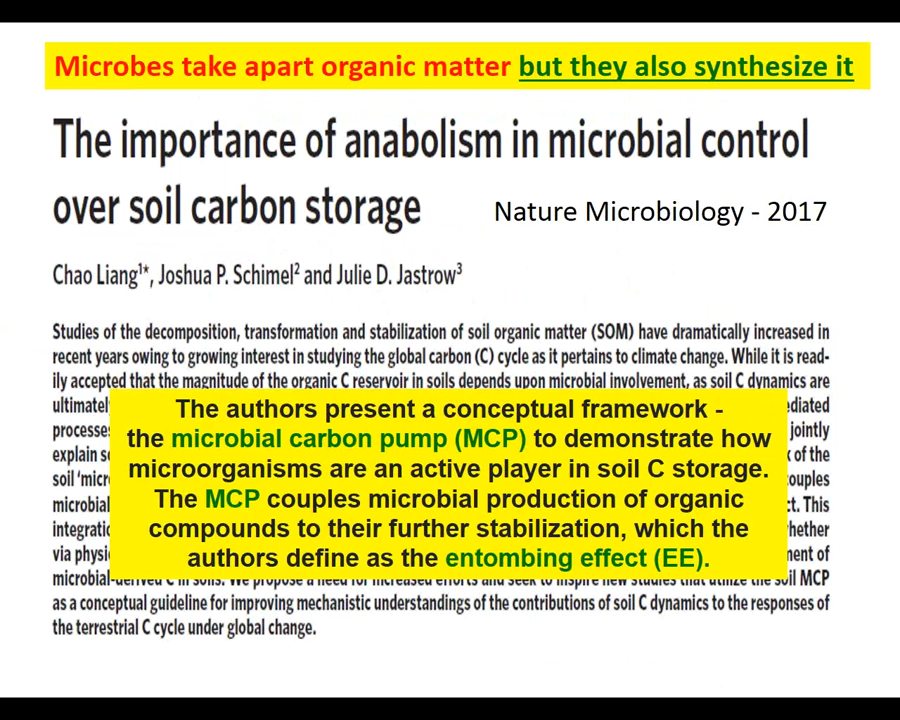 Microbes take apart organic matter but they also synthesize it
The importance of anabolism in microbial control
over soil carbon storage
Nature Microbiology - 2017
Chao Liang1*, Joshua P. Schimel2 and Julie D. Jastrow3
Studies of the decomposition, transformation and stabilization of soil organic matter (SOM) have dramatically increased in
recent years owing to growing interest in studying the global carbon (C) cycle as it pertains to climate change. While it is read-
ily accepted that the magnitude of the organic C reservoir in soils depends upon microbial involvement, as soil C dynamics are
The authors present a conceptual framework -
the microbial carbon pump (MCP) to demonstrate how
microorganisms are an active player in soil C storage.
The MCP couples microbial production of organic
compounds to their further stabilization, which the
authors define as the entombing effect (EE).
as a conceptual guideline for improving mechanistic understandings of the contributions of soil C dynamics to the responses of
the terrestrial C cycle under global change.